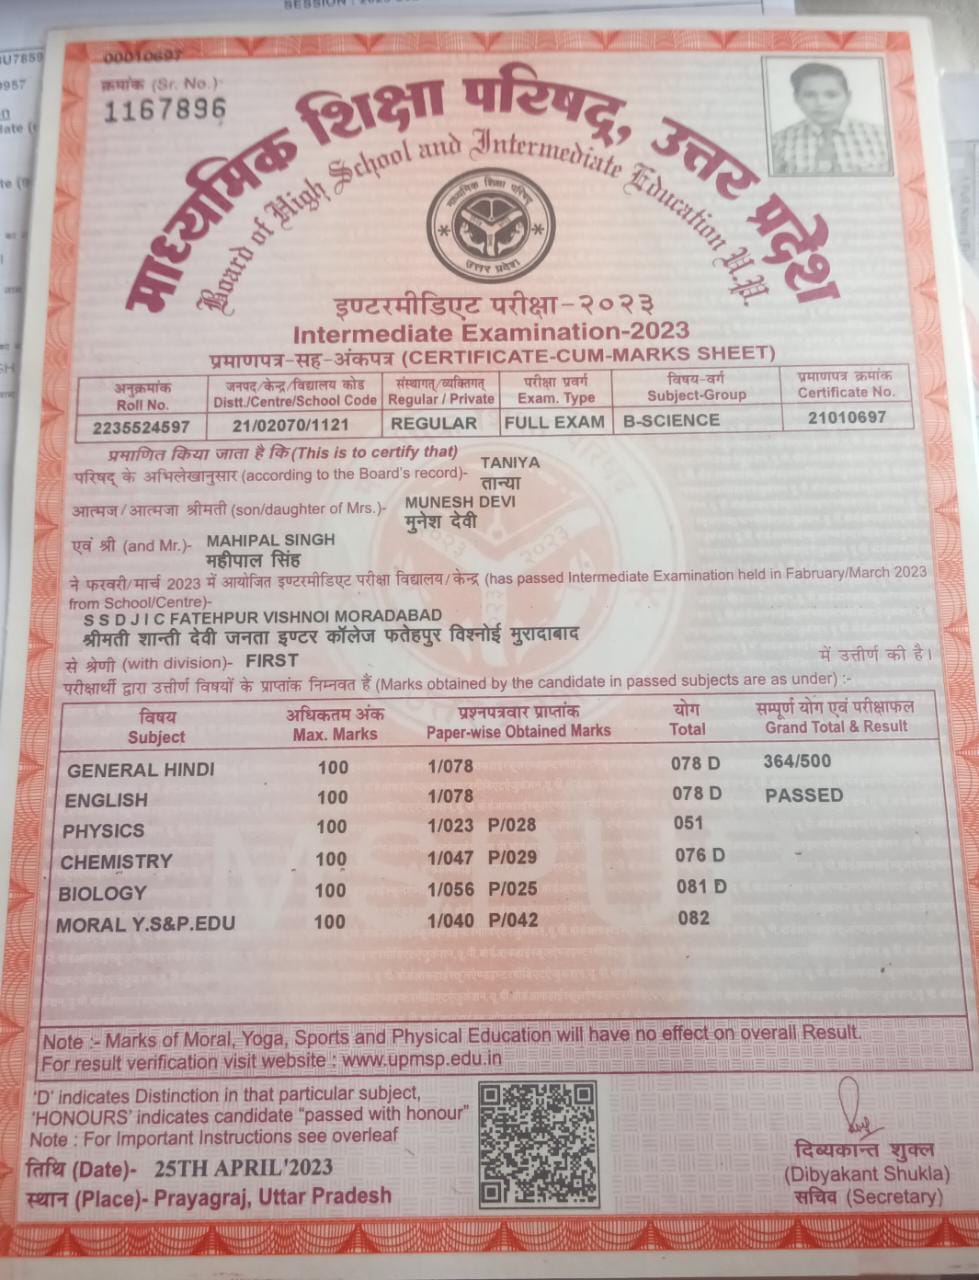 SESSION :
00010697
क्रमांक (Sr. No.):
1167896
माध्यमिक शिक्षा परिषद्, उत्तर प्रदेश
Board of High School and Intermediate Education U.P.
माध्यमिक शिक्षा परिषद्
उत्तर प्रदेश
इण्टरमीडिएट परीक्षा-२०२३
Intermediate Examination-2023
प्रमाणपत्र-सह-अंकपत्र (CERTIFICATE-CUM-MARKS SHEET)
अनुक्रमांक जनपद/केन्द्र/विद्यालय कोड संस्थागत/व्यक्तिगत परीक्षा प्रवर्ग विषय-वर्ग प्रमाणपत्र क्रमांक
Roll No. Distt./Centre/School Code Regular / Private Exam. Type Subject-Group Certificate No.
2235524597 21/02070/1121 REGULAR FULL EXAM B-SCIENCE 21010697
प्रमाणित किया जाता है कि(This is to certify that)
परिषद् के अभिलेखानुसार (according to the Board's record)- TANIYA
तान्या
आत्मज/आत्मजा श्रीमती (son/daughter of Mrs.)- MUNESH DEVI
मुनेश देवी
एवं श्री (and Mr.)- MAHIPAL SINGH
महीपाल सिंह
ने फरवरी/मार्च 2023 में आयोजित इण्टरमीडिएट परीक्षा विद्यालय/केन्द्र (has passed Intermediate Examination held in Fabruary/March 2023
from School/Centre)-
S S D J I C FATEHPUR VISHNOI MORADABAD
श्रीमती शान्ती देवी जनता इण्टर कॉलेज फतेहपुर विश्नोई मुरादाबाद
से श्रेणी (with division)- FIRST में उत्तीर्ण की है।
परीक्षार्थी द्वारा उत्तीर्ण विषयों के प्राप्तांक निम्नवत हैं (Marks obtained by the candidate in passed subjects are as under) :-
विषय अधिकतम अंक प्रश्नपत्रवार प्राप्तांक योग सम्पूर्ण योग एवं परीक्षाफल
Subject Max. Marks Paper-wise Obtained Marks Total Grand Total & Result
GENERAL HINDI 100 1/078 078 D 364/500
ENGLISH 100 1/078 078 D PASSED
PHYSICS 100 1/023 P/028 051
CHEMISTRY 100 1/047 P/029 076 D -
BIOLOGY 100 1/056 P/025 081 D
MORAL Y.S&P.EDU 100 1/040 P/042 082
Note :- Marks of Moral, Yoga, Sports and Physical Education will have no effect on overall Result.
For result verification visit website : www.upmsp.edu.in
'D' indicates Distinction in that particular subject,
'HONOURS' indicates candidate "passed with honour"
Note : For Important Instructions see overleaf
तिथि (Date)- 25TH APRIL'2023
स्थान (Place)- Prayagraj, Uttar Pradesh
दिब्यकान्त शुक्ल
(Dibyakant Shukla)
सचिव (Secretary)